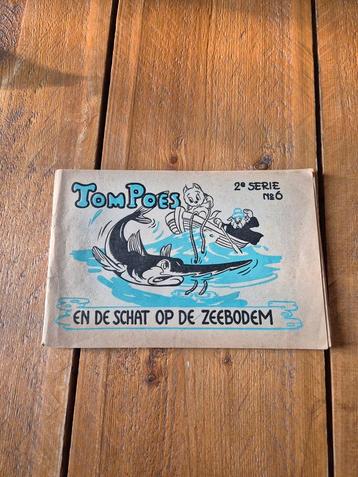 TOM POES
2e SERIE
No 6
EN DE SCHAT OP DE ZEEBODEM